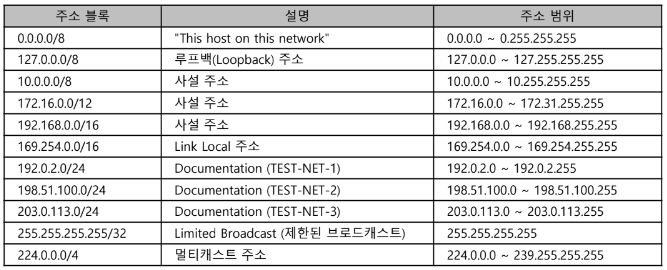 주소 블록 설명 주소 범위
0.0.0.0/8 "This host on this network" 0.0.0.0 ~ 0.255.255.255
127.0.0.0/8 루프백(Loopback) 주소 127.0.0.0 ~ 127.255.255.255
10.0.0.0/8 사설 주소 10.0.0.0 ~ 10.255.255.255
172.16.0.0/12 사설 주소 172.16.0.0 ~ 172.31.255.255
192.168.0.0/16 사설 주소 192.168.0.0 ~ 192.168.255.255
169.254.0.0/16 Link Local 주소 169.254.0.0 ~ 169.254.255.255
192.0.2.0/24 Documentation (TEST-NET-1) 192.0.2.0 ~ 192.0.2.255
198.51.100.0/24 Documentation (TEST-NET-2) 198.51.100.0 ~ 198.51.100.255
203.0.113.0/24 Documentation (TEST-NET-3) 203.0.113.0 ~ 203.0.113.255
255.255.255.255/32 Limited Broadcast (제한된 브로드캐스트) 255.255.255.255
224.0.0.0/4 멀티캐스트 주소 224.0.0.0 ~ 239.255.255.255